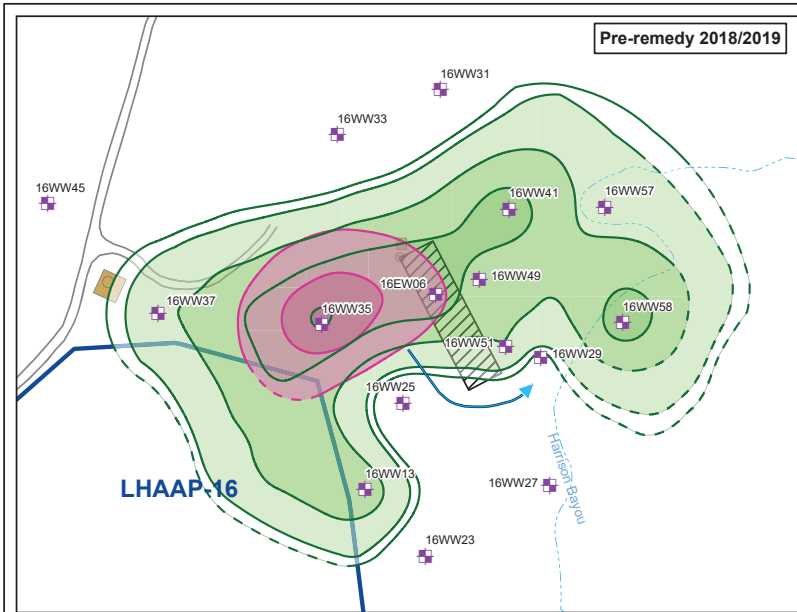 Pre-remedy 2018/2019
16WW31
16WW33
16WW45
16WW41
16WW57
16WW49
16EW06
16WW37
16WW35
16WW58
16WW51
16WW29
16WW25
LHAAP-16
16WW13
16WW27
Harrison Bayou
16WW23